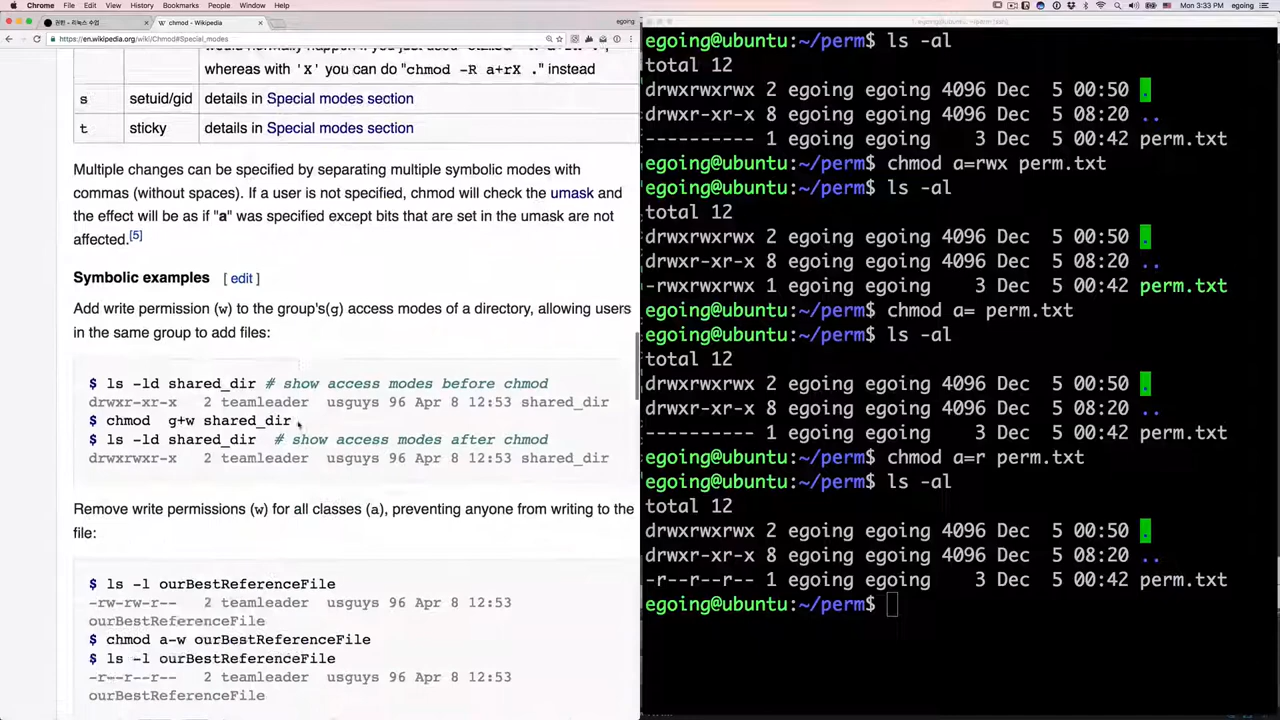 Chrome File Edit View History Bookmarks People Window Help
Mon 3:33 PM egoing
권한 - 리눅스 수업
chmod - Wikipedia
egoing
https://en.wikipedia.org/wiki/Chmod#Special_modes
whereas with 'X' you can do "chmod -R a+rX ." instead
s setuid/gid details in Special modes section
t sticky details in Special modes section
Multiple changes can be specified by separating multiple symbolic modes with
commas (without spaces). If a user is not specified, chmod will check the umask and
the effect will be as if "a" was specified except bits that are set in the umask are not
affected.[5]
Symbolic examples [ edit ]
Add write permission (w) to the group's(g) access modes of a directory, allowing users
in the same group to add files:
$ ls -ld shared_dir # show access modes before chmod
drwxr-xr-x 2 teamleader usguys 96 Apr 8 12:53 shared_dir
$ chmod g+w shared_dir
$ ls -ld shared_dir # show access modes after chmod
drwxrwxr-x 2 teamleader usguys 96 Apr 8 12:53 shared_dir
Remove write permissions (w) for all classes (a), preventing anyone from writing to the
file:
$ ls -l ourBestReferenceFile
-rw-rw-r-- 2 teamleader usguys 96 Apr 8 12:53
ourBestReferenceFile
$ chmod a-w ourBestReferenceFile
$ ls -l ourBestReferenceFile
-r--r--r-- 2 teamleader usguys 96 Apr 8 12:53
ourBestReferenceFile
egoing@ubuntu:~/perm$ ls -al
total 12
drwxrwxrwx 2 egoing egoing 4096 Dec 5 00:50 .
drwxr-xr-x 8 egoing egoing 4096 Dec 5 08:20 ..
---------- 1 egoing egoing 3 Dec 5 00:42 perm.txt
egoing@ubuntu:~/perm$ chmod a=rwx perm.txt
egoing@ubuntu:~/perm$ ls -al
total 12
drwxrwxrwx 2 egoing egoing 4096 Dec 5 00:50 .
drwxr-xr-x 8 egoing egoing 4096 Dec 5 08:20 ..
-rwxrwxrwx 1 egoing egoing 3 Dec 5 00:42 perm.txt
egoing@ubuntu:~/perm$ chmod a= perm.txt
egoing@ubuntu:~/perm$ ls -al
total 12
drwxrwxrwx 2 egoing egoing 4096 Dec 5 00:50 .
drwxr-xr-x 8 egoing egoing 4096 Dec 5 08:20 ..
---------- 1 egoing egoing 3 Dec 5 00:42 perm.txt
egoing@ubuntu:~/perm$ chmod a=r perm.txt
egoing@ubuntu:~/perm$ ls -al
total 12
drwxrwxrwx 2 egoing egoing 4096 Dec 5 00:50 .
drwxr-xr-x 8 egoing egoing 4096 Dec 5 08:20 ..
-r--r--r-- 1 egoing egoing 3 Dec 5 00:42 perm.txt
egoing@ubuntu:~/perm$